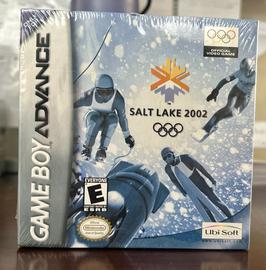 GAME BOY ADVANCE
OFFICIAL
VIDEO GAME
SALT LAKE 2002
EVERYONE
E
ESRB
Nintendo
Ubi Soft